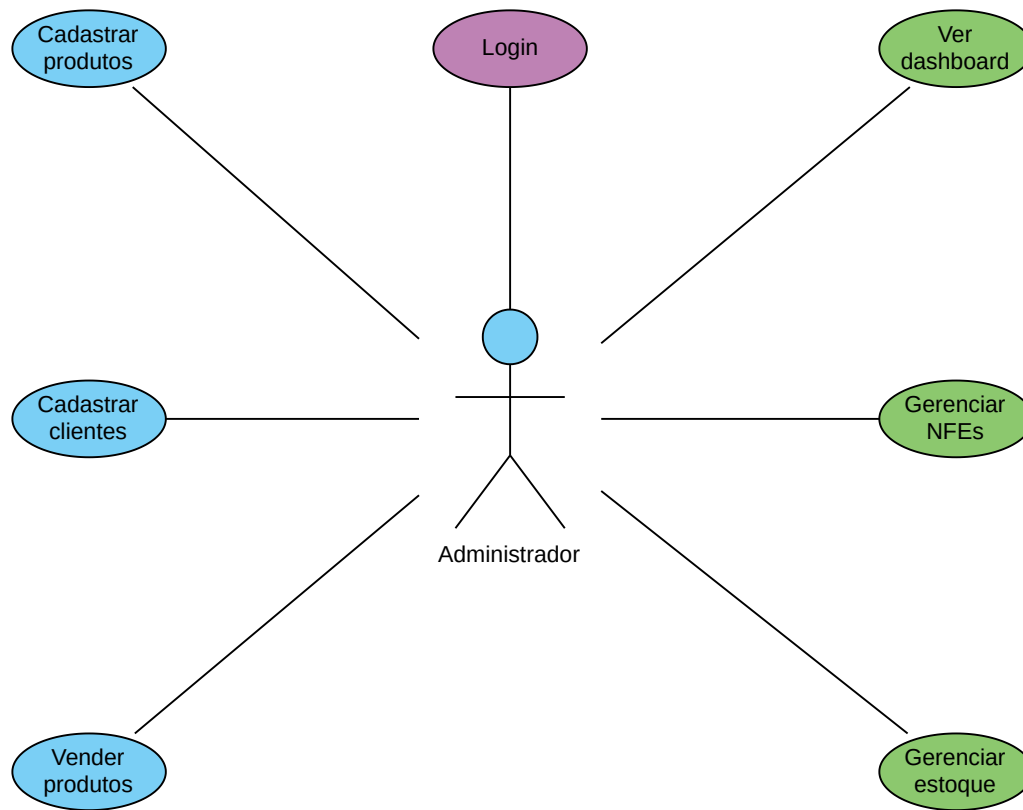 Cadastrar
produtos
Login
Ver
dashboard
Cadastrar
clientes
Gerenciar
NFEs
Administrador
Vender
produtos
Gerenciar
estoque